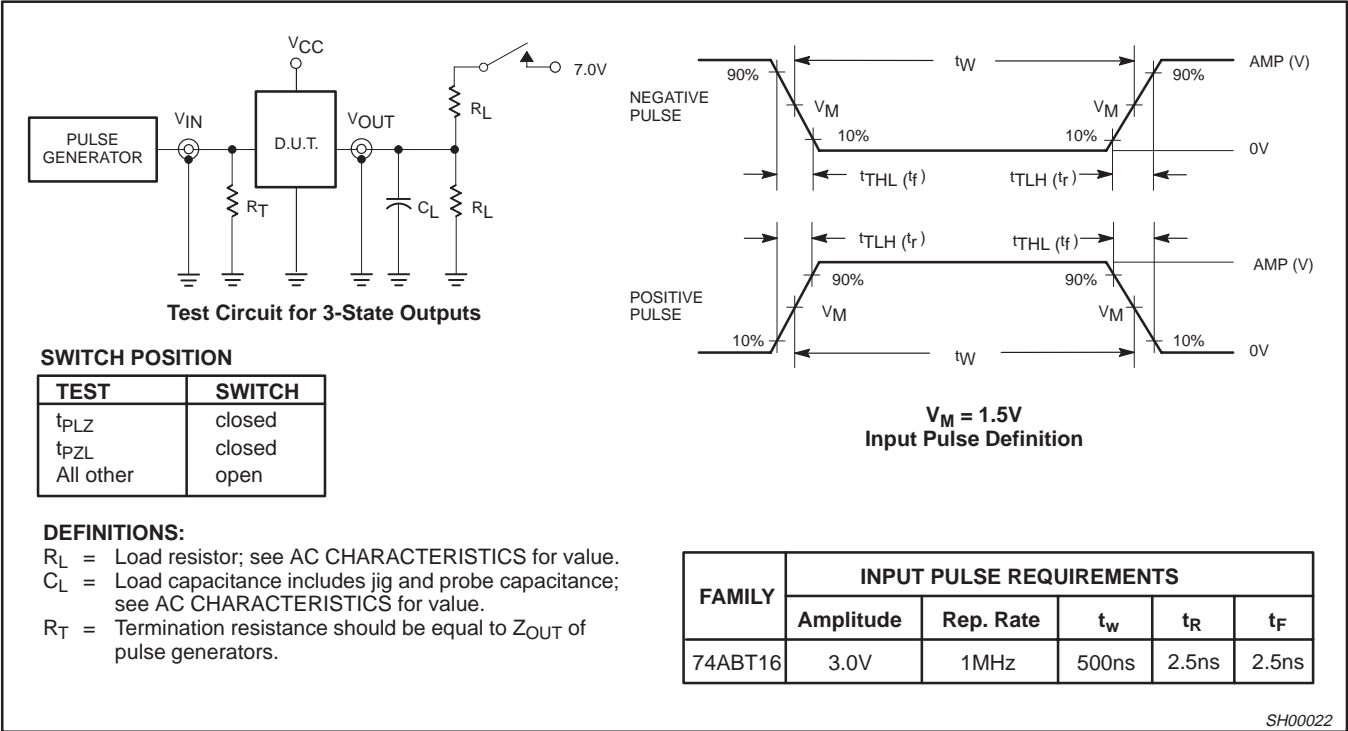 VCC
7.0V
RL
PULSE
GENERATOR
VIN
D.U.T.
VOUT
RT
CL
RL
Test Circuit for 3-State Outputs
NEGATIVE
PULSE
90%
tW
90%
AMP (V)
VM
VM
10%
10%
0V
tTHL (tf)
tTLH (tr)
tTLH (tr)
tTHL (tf)
AMP (V)
POSITIVE
PULSE
90%
90%
VM
VM
10%
tW
10%
0V
VM = 1.5V
Input Pulse Definition
SWITCH POSITION
TEST SWITCH
tPLZ closed
tPZL closed
All other open
DEFINITIONS:
RL = Load resistor; see AC CHARACTERISTICS for value.
CL = Load capacitance includes jig and probe capacitance;
see AC CHARACTERISTICS for value.
RT = Termination resistance should be equal to ZOUT of
pulse generators.
FAMILY INPUT PULSE REQUIREMENTS
Amplitude Rep. Rate tw tR tF
74ABT16 3.0V 1MHz 500ns 2.5ns 2.5ns
SH00022